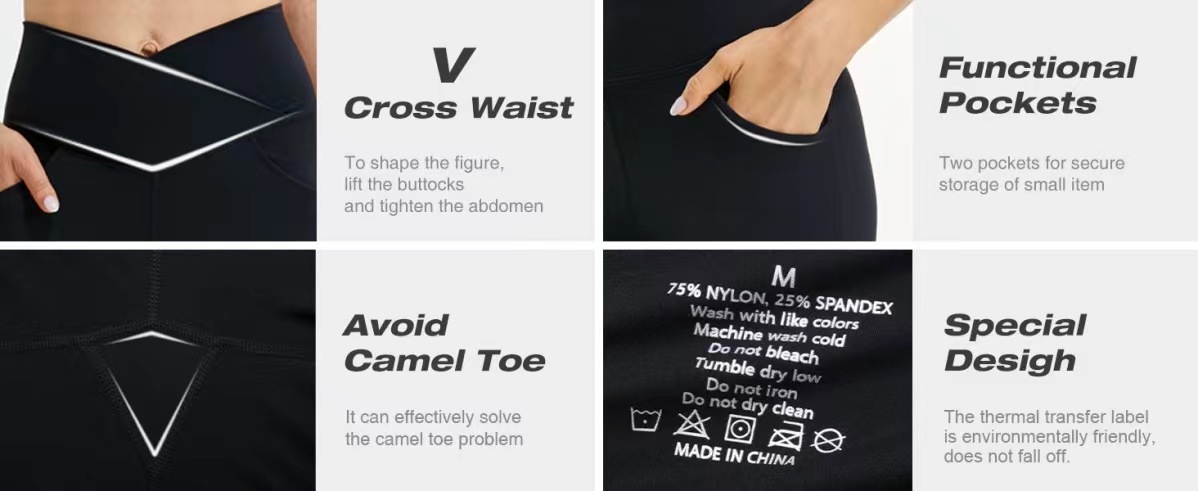 V
Cross Waist
To shape the figure,
lift the buttocks
and tighten the abdomen
Functional
Pockets
Two pockets for secure
storage of small item
Avoid
Camel Toe
It can effectively solve
the camel toe problem
M
75% NYLON, 25% SPANDEX
Wash with like colors
Machine wash cold
Do not bleach
Tumble dry low
Do not iron
Do not dry clean
MADE IN CHINA
Special
Desigh
The thermal transfer label
is environmentally friendly,
does not fall off.